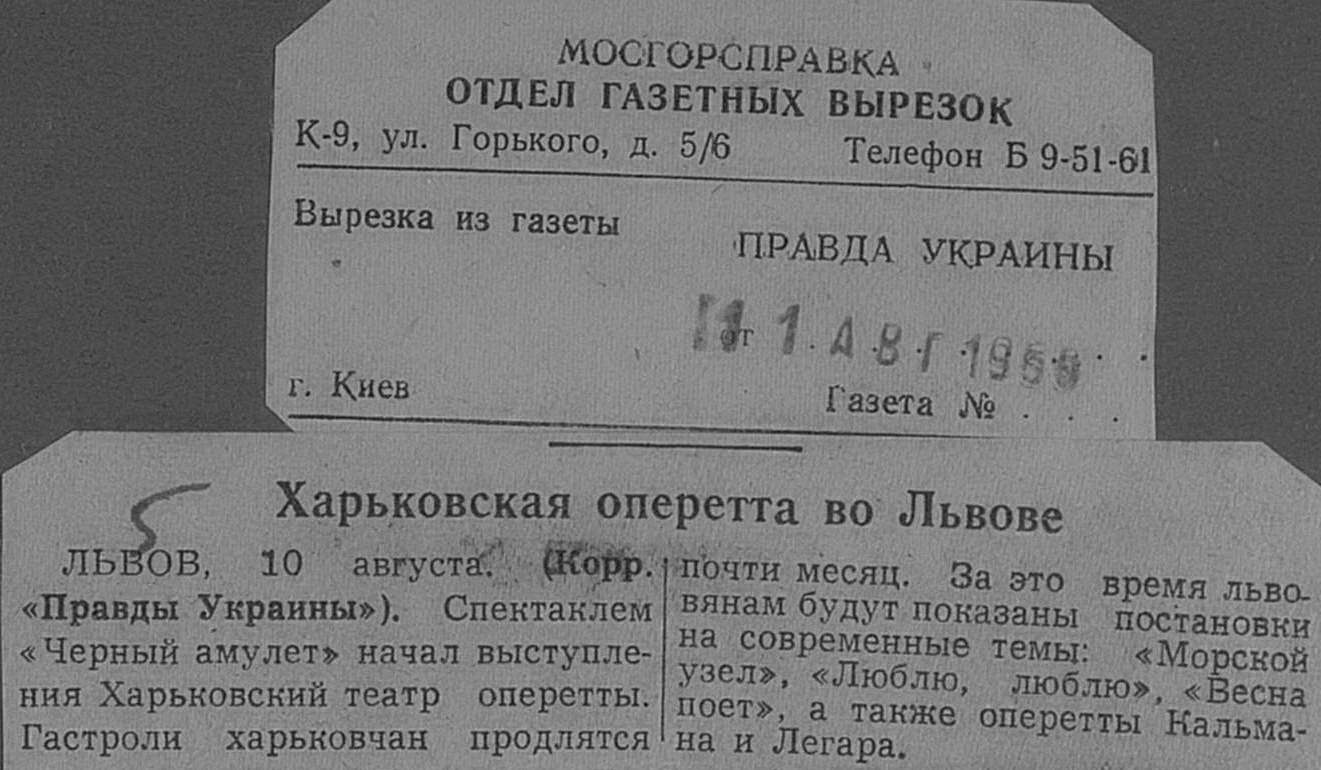 МОСГОРСПРАВКА
ОТДЕЛ ГАЗЕТНЫХ ВЫРЕЗОК
К-9, ул. Горького, д. 5/6 Телефон Б 9-51-61
Вырезка из газеты
ПРАВДА УКРАИНЫ
от 11 АВГ
г. Киев
Газета № . . .
5
Харьковская оперетта во Львове
ЛЬВОВ, 10 августа. (Корр.
«Правды Украины»). Спектаклем
«Черный амулет» начал выступле-
ния Харьковский театр оперетты.
Гастроли харьковчан продлятся
почти месяц. За это время льво-
вянам будут показаны постановки
на современные темы: «Морской
узел», «Люблю, люблю», «Весна
поет», а также оперетты Кальма-
на и Легара.